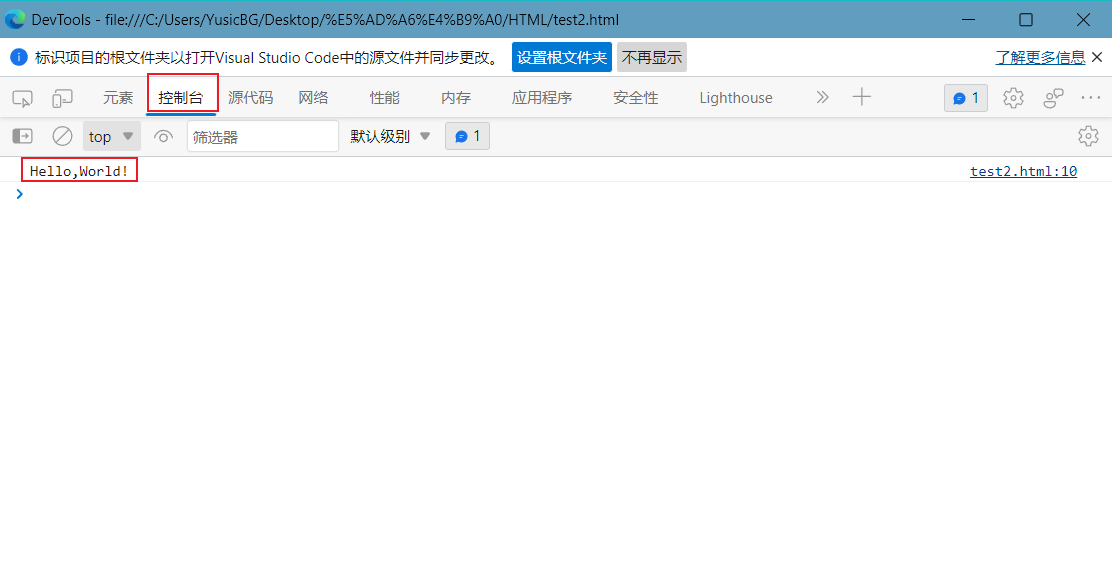 DevTools - file:///C:/Users/YusicBG/Desktop/%E5%AD%A6%E4%B9%A0/HTML/test2.html
标识项目的根文件夹以打开Visual Studio Code中的源文件并同步更改。 设置根文件夹 不再显示 了解更多信息
元素 控制台 源代码 网络 性能 内存 应用程序 安全性 Lighthouse 1
top 筛选器 默认级别 1
Hello,World! test2.html:10